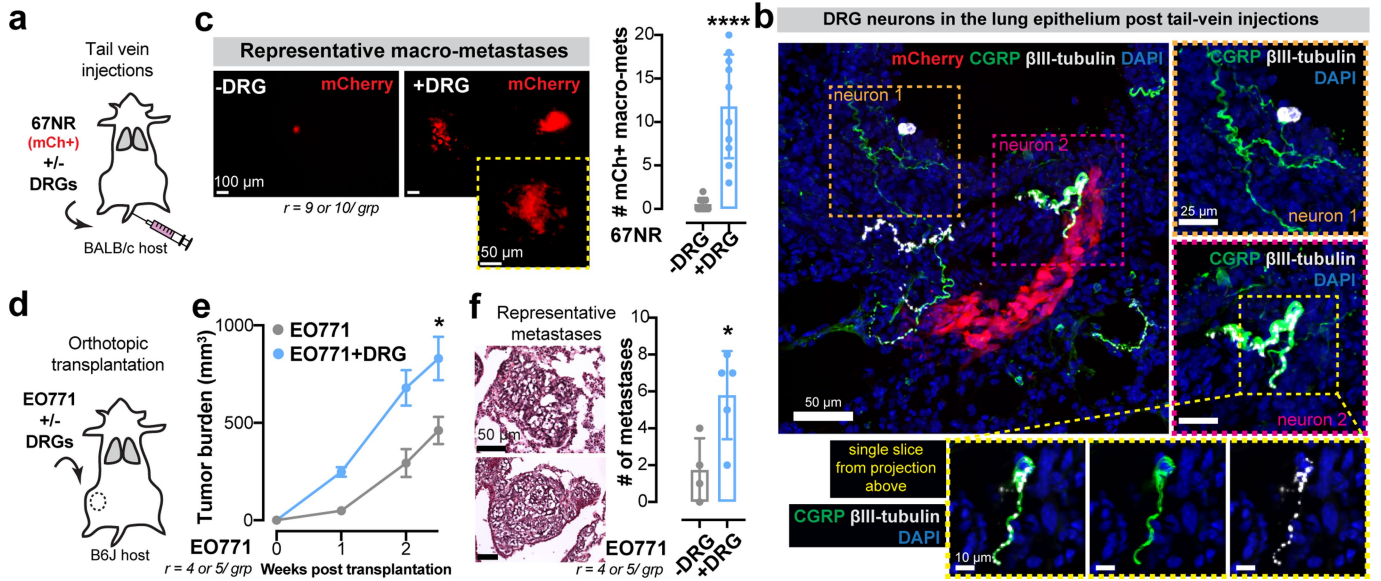 a
Tail vein
injections
67NR
(mCh+)
+/-
DRGs
BALB/c host
c
Representative macro-metastases
-DRG
mCherry
100 µm
+DRG
mCherry
50 µm
r = 9 or 10/ grp
# mCh+ macro-mets
20
15
10
5
0
****
67NR
-DRG
+DRG
b
DRG neurons in the lung epithelium post tail-vein injections
mCherry CGRP βIII-tubulin DAPI
neuron 1
neuron 2
50 µm
CGRP βIII-tubulin
DAPI
25 µm
neuron 1
CGRP βIII-tubulin
DAPI
neuron 2
single slice
from projection
above
CGRP βIII-tubulin
DAPI
10 µm
d
Orthotopic
transplantation
EO771
+/-
DRGs
B6J host
e
Tumor burden (mm³)
1000
500
0
EO771
EO771+DRG
*
0
1
2
Weeks post transplantation
EO771
r = 4 or 5/ grp
f
Representative
metastases
50 µm
# of metastases
10
8
6
4
2
0
*
EO771
r = 4 or 5/ grp
-DRG
+DRG